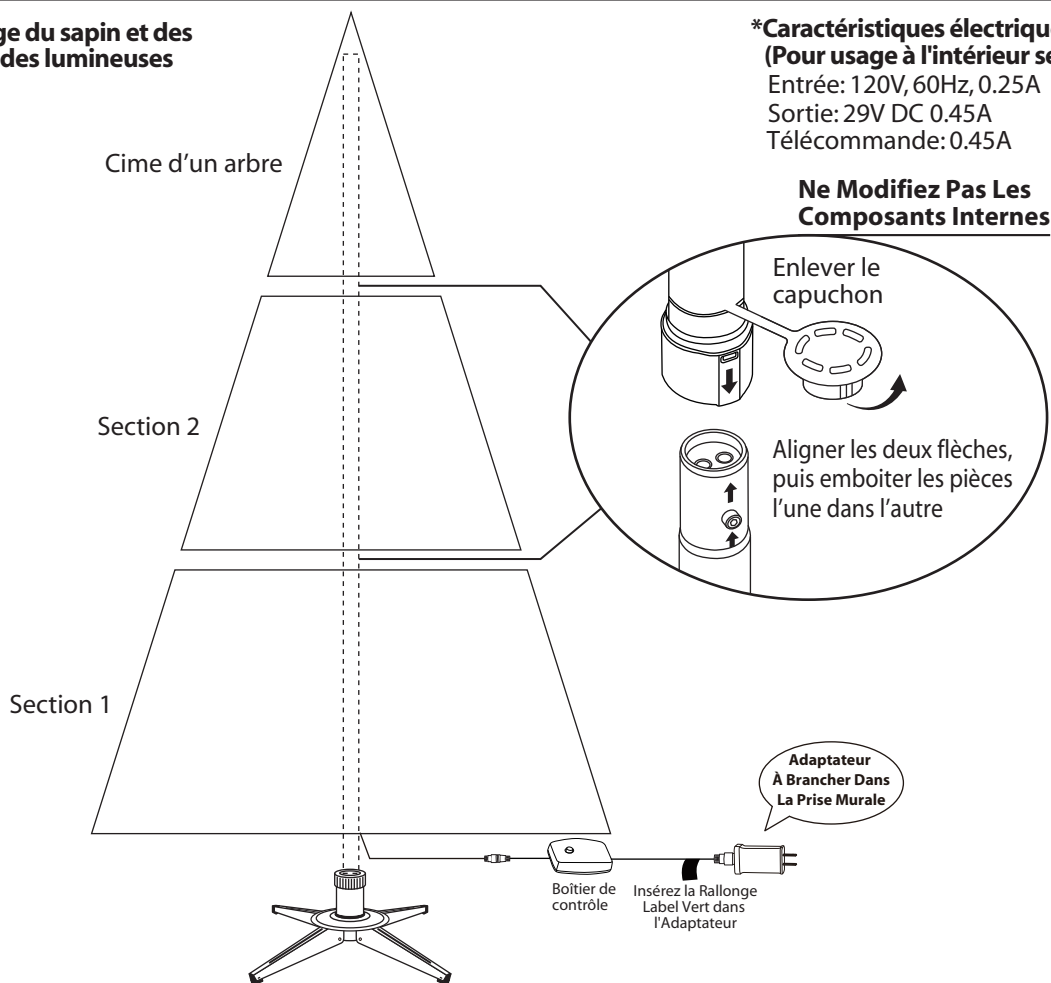 ge du sapin et des
des lumineuses
*Caractéristiques électriqu
(Pour usage à l'intérieur se
Entrée: 120V, 60Hz, 0.25A
Sortie: 29V DC 0.45A
Télécommande: 0.45A
Ne Modifiez Pas Les
Composants Internes
Cime d’un arbre
Enlever le
capuchon
Section 2
Aligner les deux flèches,
puis emboiter les pièces
l’une dans l’autre
Section 1
Adaptateur
À Brancher Dans
La Prise Murale
Boîtier de
contrôle
Insérez la Rallonge
Label Vert dans
l'Adaptateur